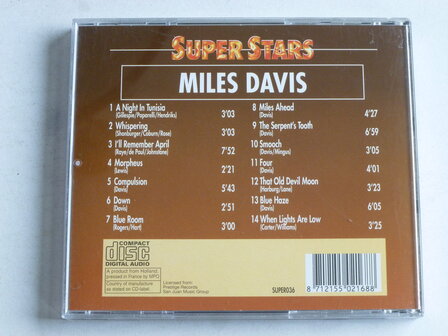 SUPER STARS
MILES DAVIS
1 A Night In Tunisia 3'03
(Gillespie/Paparelli/Hendriks)
2 Whispering 3'03
(Shonburger/Coburn/Rose)
3 I'll Remember April 7'52
(Raye/de Paul/Johnstone)
4 Morpheus 2'21
(Lewis)
5 Compulsion 5'43
(Davis)
6 Down 2'51
(Davis)
7 Blue Room 3'00
(Rogers/Hart)
8 Miles Ahead 4'27
(Davis)
9 The Serpent's Tooth 6'59
(Davis)
10 Smooch 3'05
(Davis/Mingus)
11 Four 4'01
(Davis)
12 That Old Devil Moon 3'23
(Harburg/Lane)
13 Blue Haze 6'05
(Davis)
14 When Lights Are Low 3'25
(Carter/Williams)
COMPACT
disc
DIGITAL AUDIO
A product from Holland,
pressed in France by MPO
Country of manufacture
as stated on CD-label
Licensed from:
Prestige Records
San Juan Music Group
SUPER036
8 712155 021688